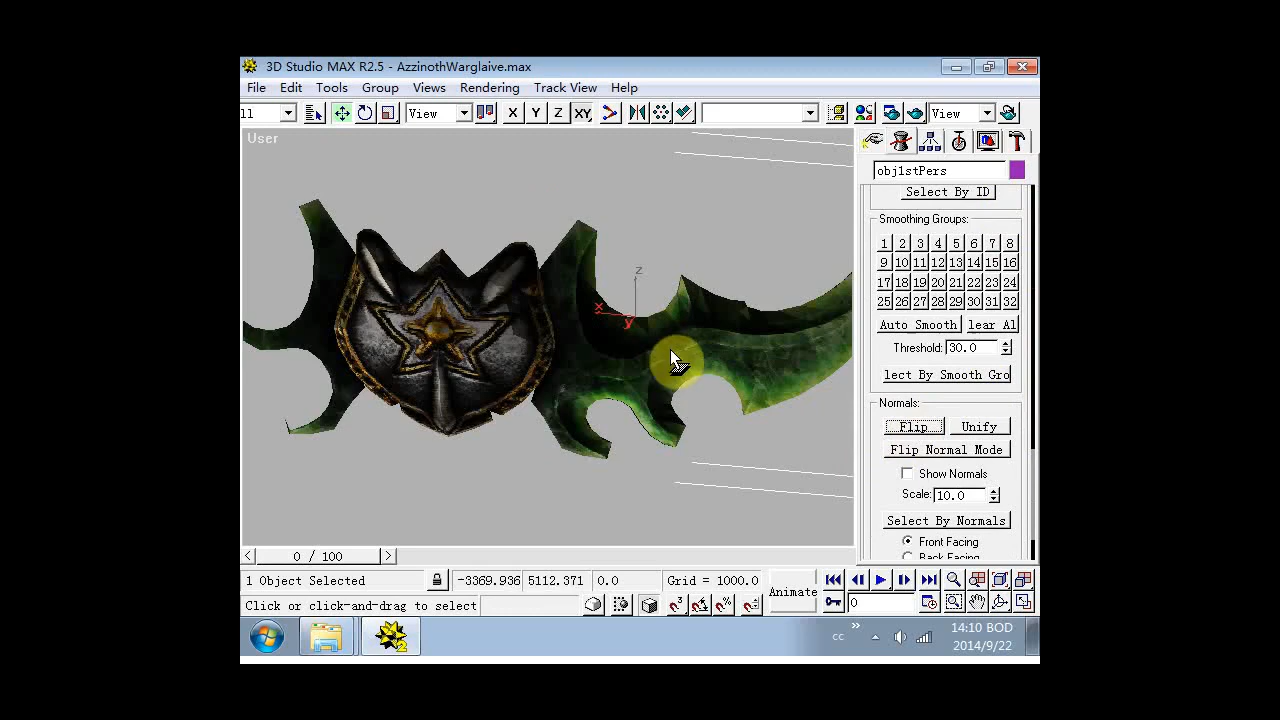 3D Studio MAX R2.5 - AzzinothWarglaive.max
File Edit Tools Group Views Rendering Track View Help
ll View X Y Z XY View
User
z
x
y
obj1stPers
Select By ID
Smoothing Groups:
1 2 3 4 5 6 7 8
9 10 11 12 13 14 15 16
17 18 19 20 21 22 23 24
25 26 27 28 29 30 31 32
Auto Smooth lear Al
Threshold: 30.0
lect By Smooth Gro
Normals:
Flip Unify
Flip Normal Mode
Show Normals
Scale: 10.0
Select By Normals
Front Facing
Back Facing
0 / 100
1 Object Selected -3369.936 5112.371 0.0 Grid = 1000.0
Animate
Click or click-and-drag to select
0
CC
14:10 BOD
2014/9/22